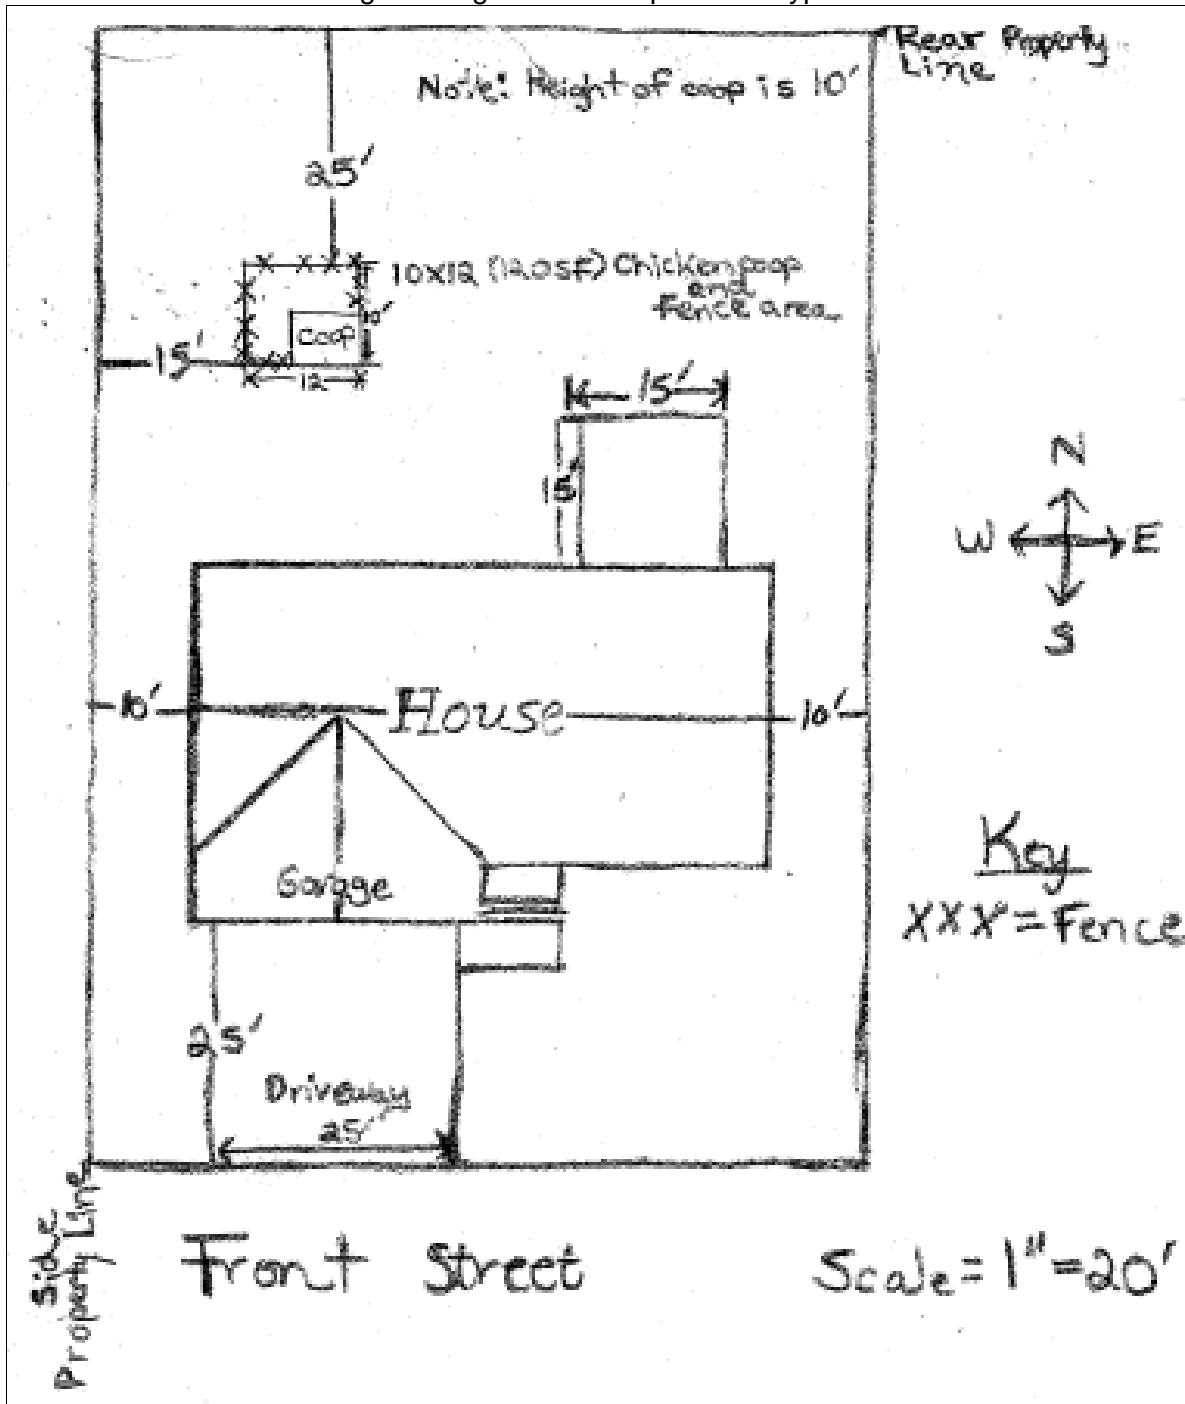 Rear Property
Line
Note: Height of coop is 10'
25'
10X12 (120SF) Chicken coop
and
Fence area
10'
Coop
15'
12
15'
15'
N
W E
S
10'
House
10'
Key
Garage
XXX = Fence
25'
Driveway
25'
Side
Property Line
Front Street
Scale = 1" = 20'